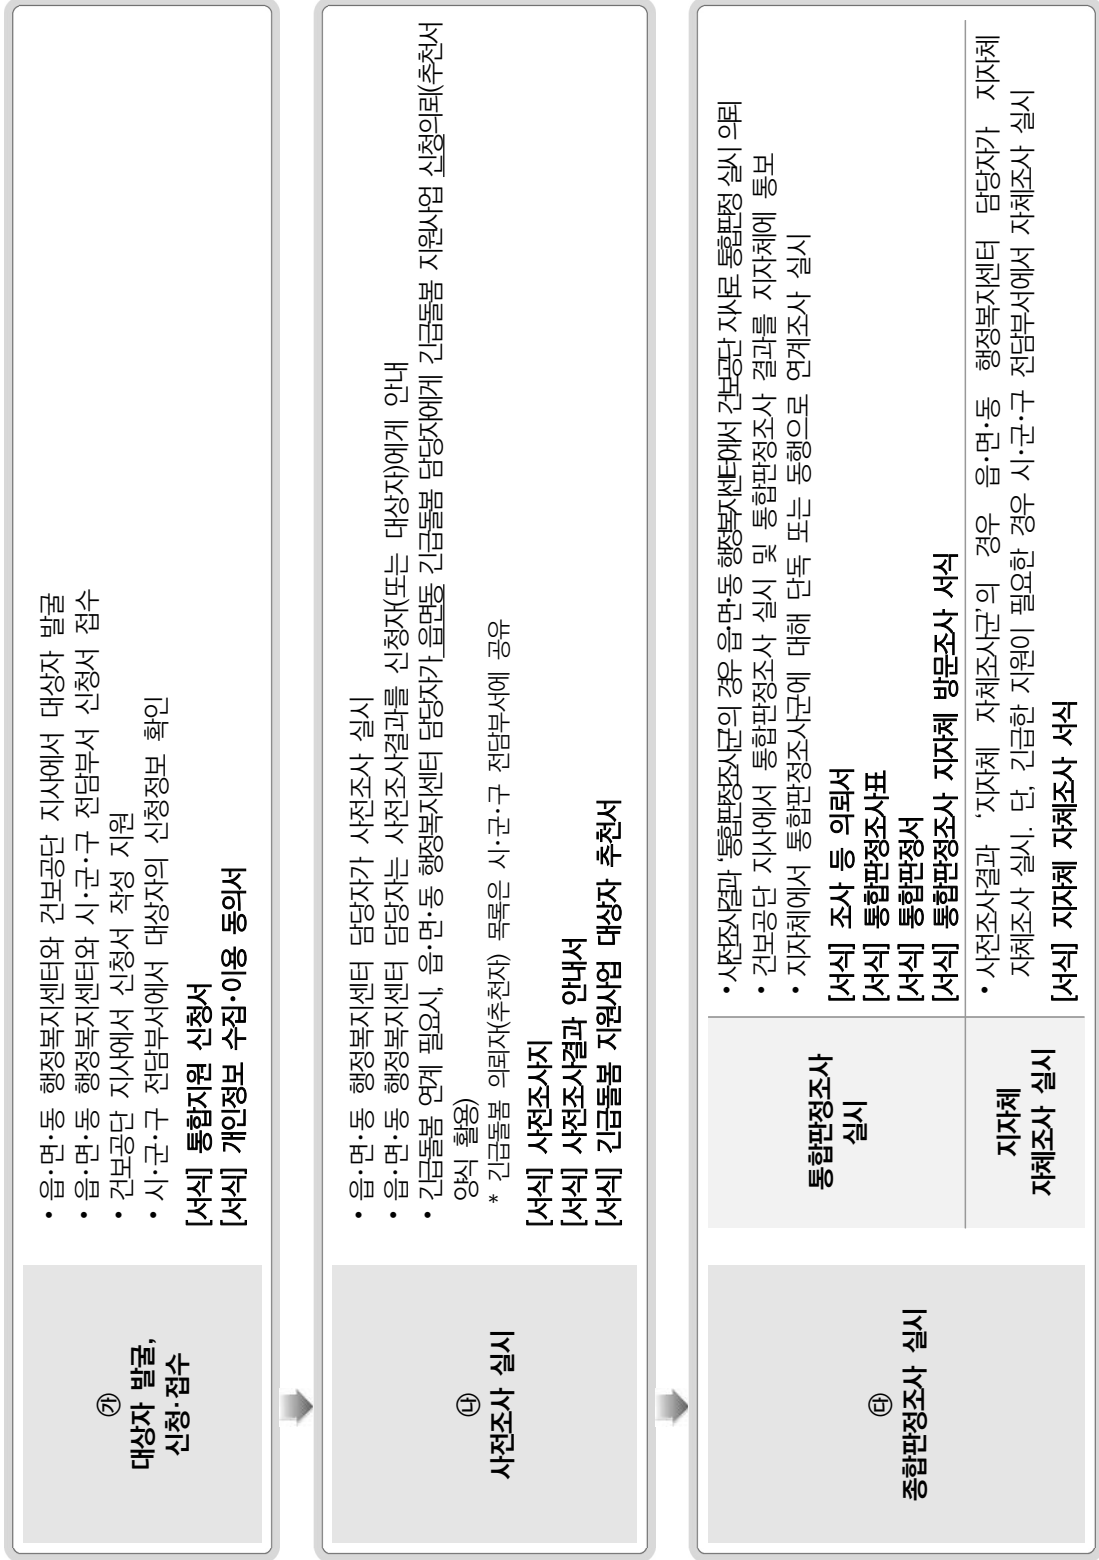 ㉮
대상자 발굴,
신청·접수
• 읍·면·동 행정복지센터와 건보공단 지사에서 대상자 발굴
• 읍·면·동 행정복지센터와 시·군·구 전담부서 신청서 접수
• 건보공단 지사에서 신청서 작성 지원
• 시·군·구 전담부서에서 대상자의 신청정보 확인
[서식] 통합지원 신청서
[서식] 개인정보 수집·이용 동의서
㉯
사전조사 실시
• 읍·면·동 행정복지센터 담당자가 사전조사 실시
• 읍·면·동 행정복지센터 담당자는 사전조사결과를 신청자(또는 대상자)에게 안내
• 긴급돌봄 연계 필요시, 읍·면·동 행정복지센터 담당자가 읍면동 긴급돌봄 담당자에게 긴급돌봄 지원사업 신청의뢰(추천서
양식 활용)
* 긴급돌봄 의뢰자(추천자) 목록은 시·군·구 전담부서에 공유
[서식] 사전조사지
[서식] 사전조사결과 안내서
[서식] 긴급돌봄 지원사업 대상자 추천서
㉰
종합판정조사 실시
통합판정조사
실시
• 사전조사결과 ‘통합판정조사군’의 경우 읍·면·동 행정복지센터에서 건보공단 지사로 통합판정 실시 의뢰
• 건보공단 지사에서 통합판정조사 실시 및 통합판정조사 결과를 지자체에 통보
• 지자체에서 통합판정조사군에 대해 단독 또는 동행으로 연계조사 실시
[서식] 조사 등 의뢰서
[서식] 통합판정조사표
[서식] 통합판정서
[서식] 통합판정조사 지자체 방문조사 서식
지자체
자체조사 실시
• 사전조사결과 ‘지자체 자체조사군’의 경우 읍·면·동 행정복지센터 담당자가 지자체
자체조사 실시. 단, 긴급한 지원이 필요한 경우 시·군·구 전담부서에서 자체조사 실시
[서식] 지자체 자체조사 서식